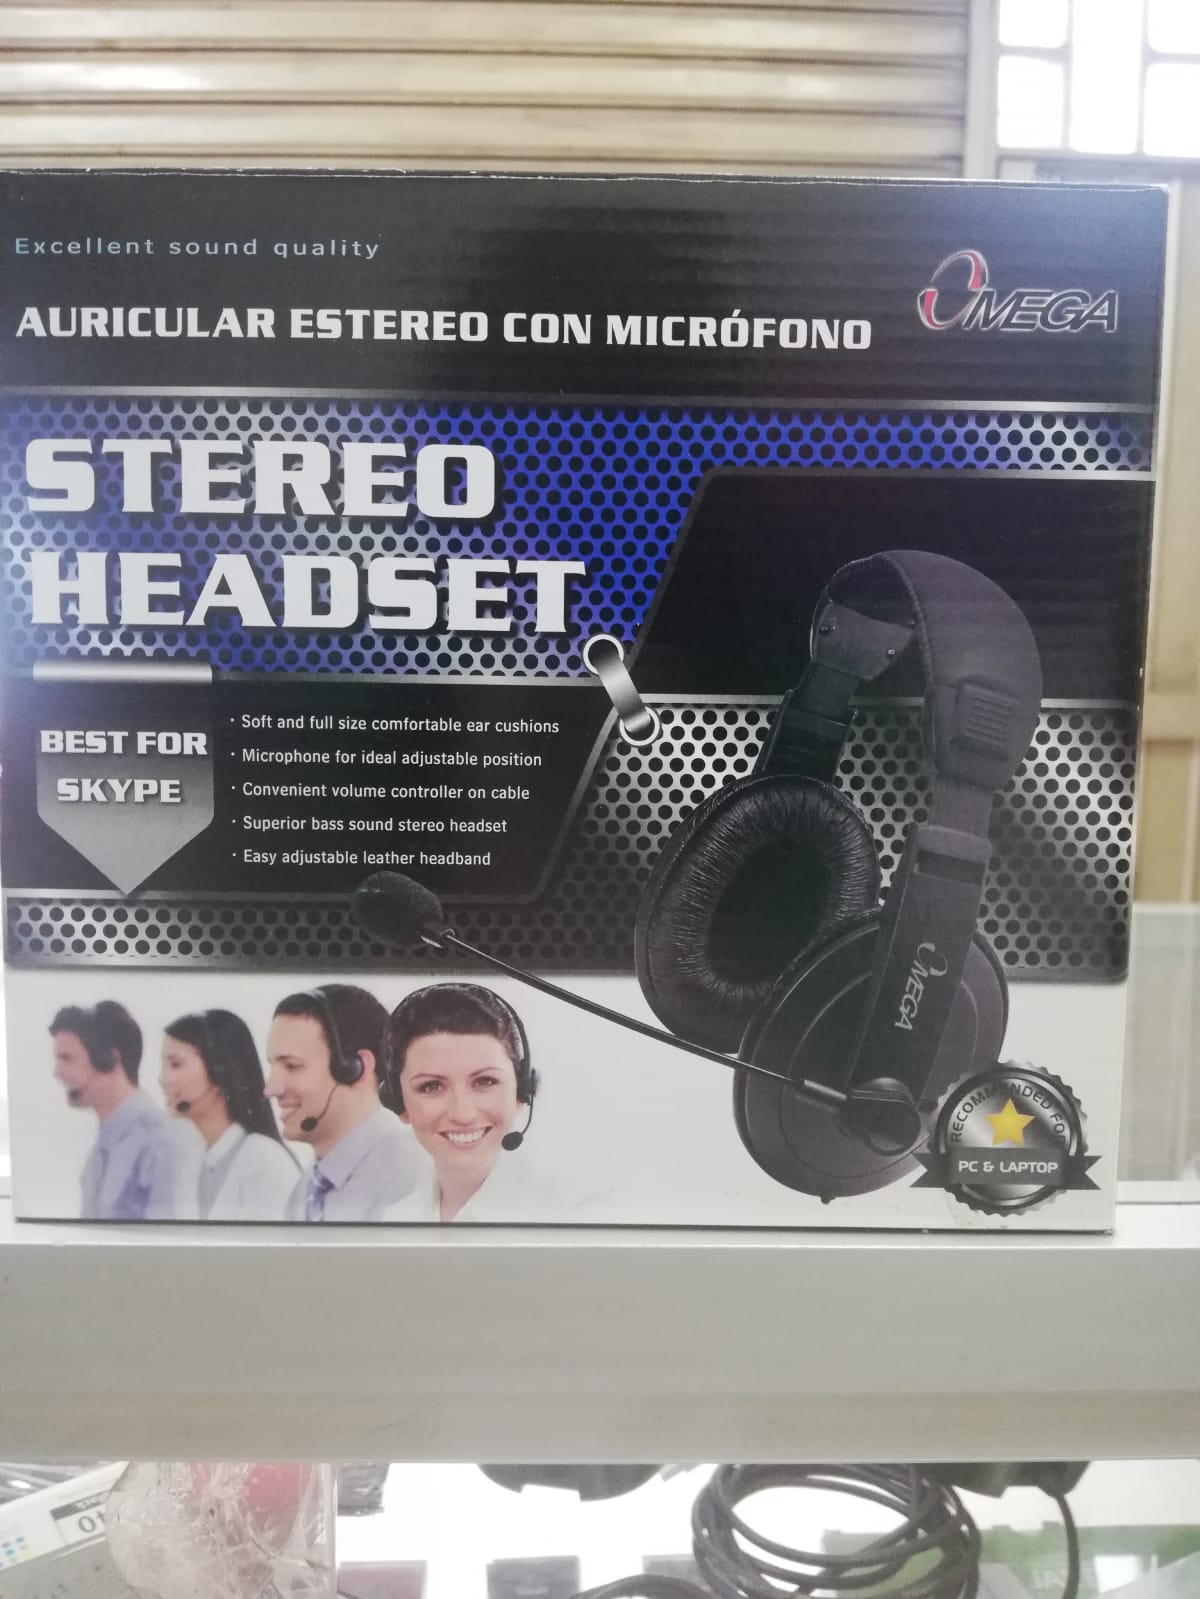 Excellent sound quality
OMEGA
AURICULAR ESTEREO CON MICRÓFONO
STEREO
HEADSET
BEST FOR
SKYPE
· Soft and full size comfortable ear cushions
· Microphone for ideal adjustable position
· Convenient volume controller on cable
· Superior bass sound stereo headset
· Easy adjustable leather headband
OMEGA
RECOMMENDED FOR
PC & LAPTOP